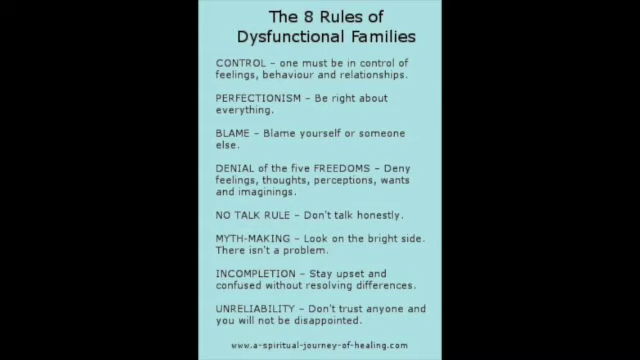 The 8 Rules of
Dysfunctional Families
CONTROL – one must be in control of
feelings, behaviour and relationships.
PERFECTIONISM – Be right about
everything.
BLAME – Blame yourself or someone
else.
DENIAL of the five FREEDOMS – Deny
feelings, thoughts, perceptions, wants
and imaginings.
NO TALK RULE – Don't talk honestly.
MYTH-MAKING – Look on the bright side.
There isn't a problem.
INCOMPLETION – Stay upset and
confused without resolving differences.
UNRELIABILITY – Don't trust anyone and
you will not be disappointed.
www.a-spiritual-journey-of-healing.com